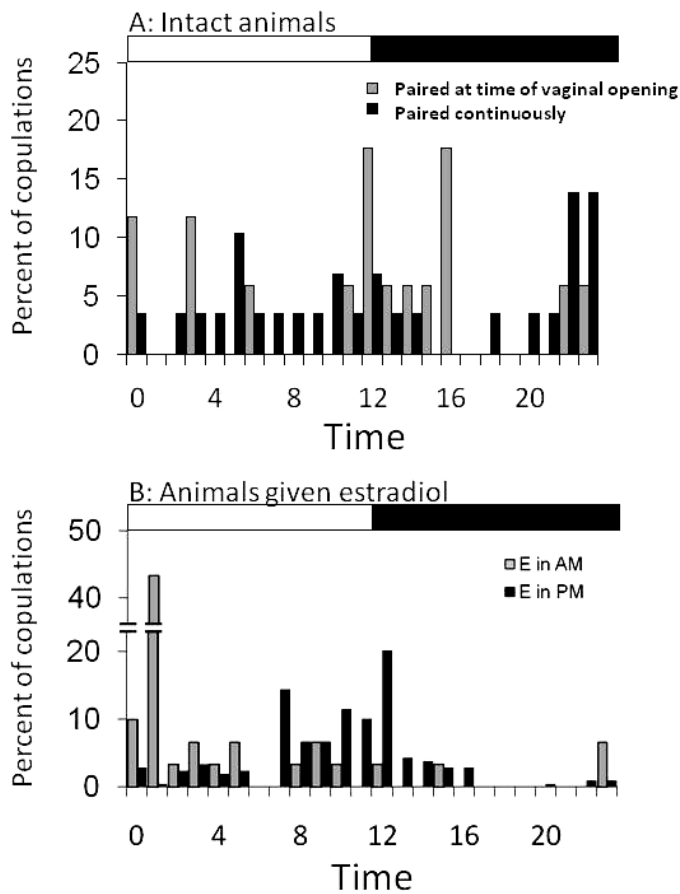 A: Intact animals
25
20
15
10
5
0
Percent of copulations
Paired at time of vaginal opening
Paired continuously
0 4 8 12 16 20
Time
B: Animals given estradiol
50
40
20
10
0
Percent of copulations
E in AM
E in PM
0 4 8 12 16 20
Time